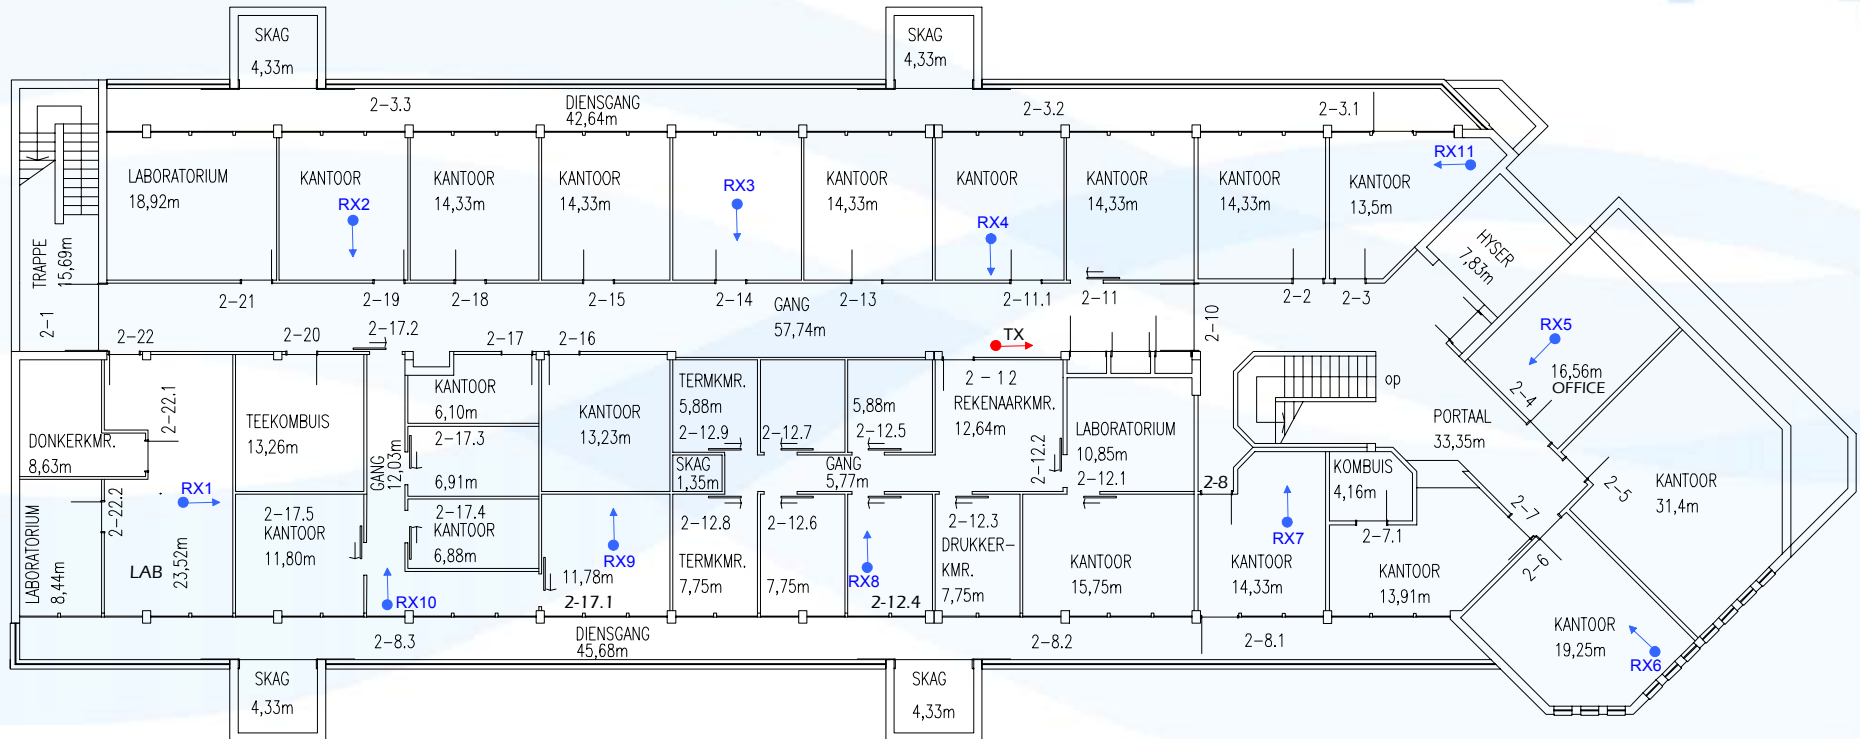 SKAG
4,33m
SKAG
4,33m
2-3.3
DIENSGANG
42,64m
2-3.2
2-3.1
LABORATORIUM
18,92m
KANTOOR
RX2
KANTOOR
14,33m
KANTOOR
14,33m
RX3
KANTOOR
14,33m
KANTOOR
RX4
KANTOOR
14,33m
KANTOOR
14,33m
RX11
KANTOOR
13,5m
HYSER
7,83m
TRAPPE
15,69m
2-1
2-21
2-19
2-18
2-15
2-14
2-13
2-11.1
2-11
2-2
2-3
GANG
57,74m
2-10
2-22
2-20
2-17.2
2-17
2-16
TX
RX5
16,56m
OFFICE
2-4
2-22.1
DONKERKMR.
8,63m
TEEKOMBUIS
13,26m
GANG
12,03m
KANTOOR
6,10m
2-17.3
6,91m
KANTOOR
13,23m
TERMKMR.
5,88m
2-12.9
2-12.7
5,88m
2-12.5
2-12
REKENAARKMR.
12,64m
2-12.2
LABORATORIUM
10,85m
2-12.1
op
PORTAAL
33,35m
SKAG
1,35m
GANG
5,77m
2-8
KOMBUIS
4,16m
2-5
KANTOOR
31,4m
LABORATORIUM
8,44m
2-22.2
RX1
LAB
23,52m
2-17.5
KANTOOR
11,80m
2-17.4
KANTOOR
6,88m
RX10
RX9
11,78m
2-17.1
2-12.8
TERMKMR.
7,75m
2-12.6
7,75m
RX8
2-12.4
2-12.3
DRUKKER-
KMR.
7,75m
KANTOOR
15,75m
RX7
KANTOOR
14,33m
2-7.1
KANTOOR
13,91m
2-7
2-6
KANTOOR
19,25m
RX6
2-8.3
DIENSGANG
45,68m
2-8.2
2-8.1
SKAG
4,33m
SKAG
4,33m